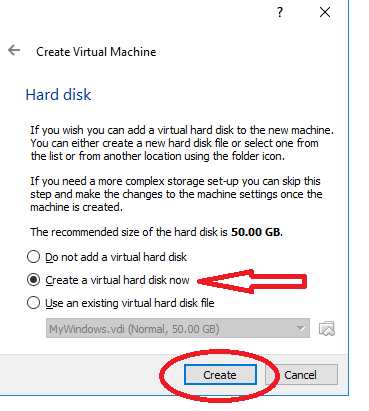 ?
Create Virtual Machine
Hard disk
If you wish you can add a virtual hard disk to the new machine.
You can either create a new hard disk file or select one from
the list or from another location using the folder icon.
If you need a more complex storage set-up you can skip this
step and make the changes to the machine settings once the
machine is created.
The recommended size of the hard disk is 50.00 GB.
Do not add a virtual hard disk
Create a virtual hard disk now
Use an existing virtual hard disk file
MyWindows.vdi (Normal, 50.00 GB)
Create
Cancel